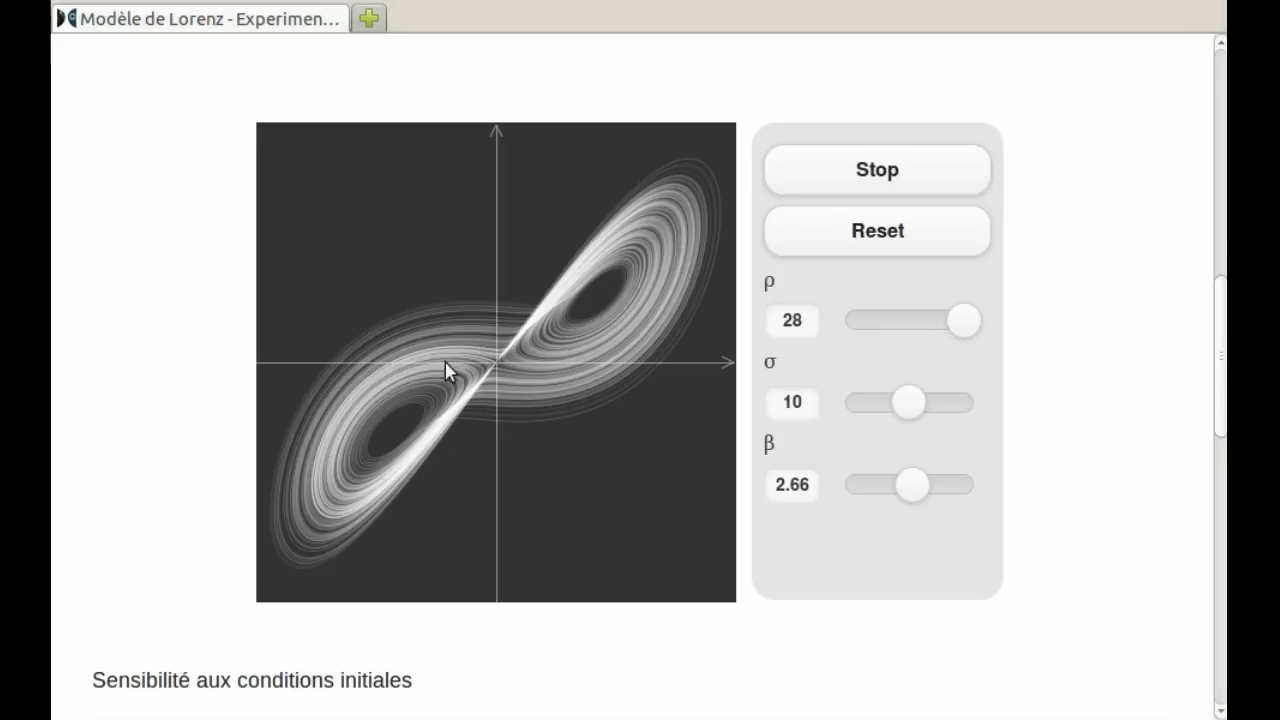 Modèle de Lorenz - Experimen...
Stop
Reset
ρ
28
σ
10
β
2.66
Sensibilité aux conditions initiales